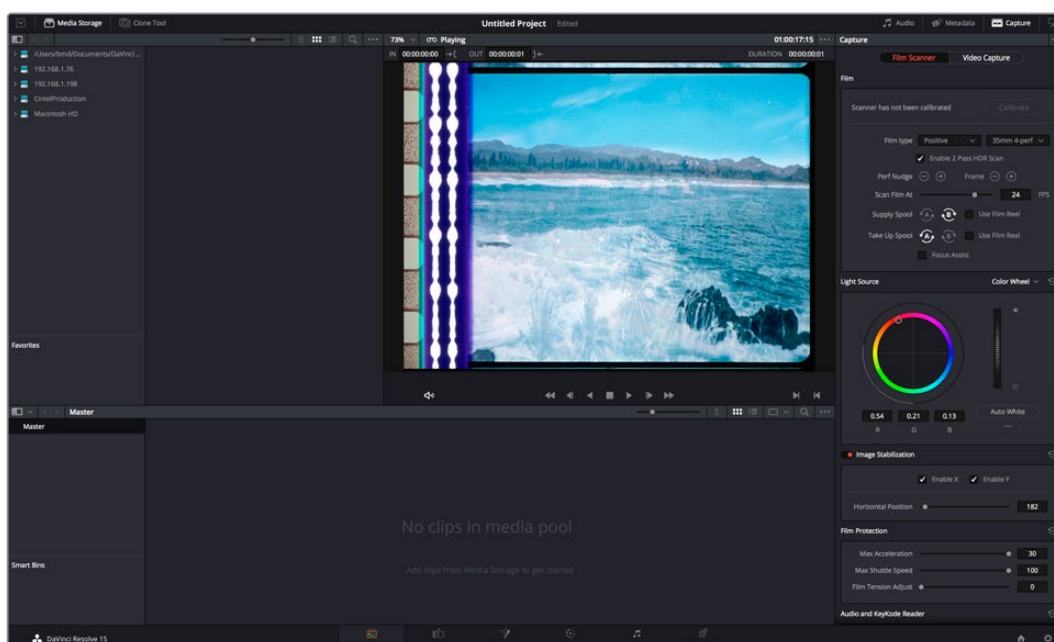 Media Storage Clone Tool Untitled Project Edited Audio Metadata Capture
73% Playing 01:00:17:15 ••• Capture
IN 00:00:00:00 OUT 00:00:00:01 DURATION 00:00:00:01
/Users/bmd/Documents/DaVinci ...
192.168.1.76
192.168.1.198
CintelProduction
Macintosh HD
Favorites
Master
Master
No clips in media pool
Add clips from Media Storage to get started
Smart Bins
Film Scanner Video Capture
Film
Scanner has not been calibrated Calibrate
Film type Positive 35mm 4-perf
Enable 2 Pass HDR Scan
Perf Nudge Frame
Scan Film At 24 FPS
Supply Spool A B Use Film Reel
Take Up Spool A B Use Film Reel
Focus Assist
Light Source Color Wheel
0.54 0.21 0.13 Auto White
R G B
Image Stabilization
Enable X Enable Y
Horizontal Position 182
Film Protection
Max Acceleration 30
Max Shuttle Speed 100
Film Tension Adjust 0
Audio and KeyKode Reader
DaVinci Resolve 15